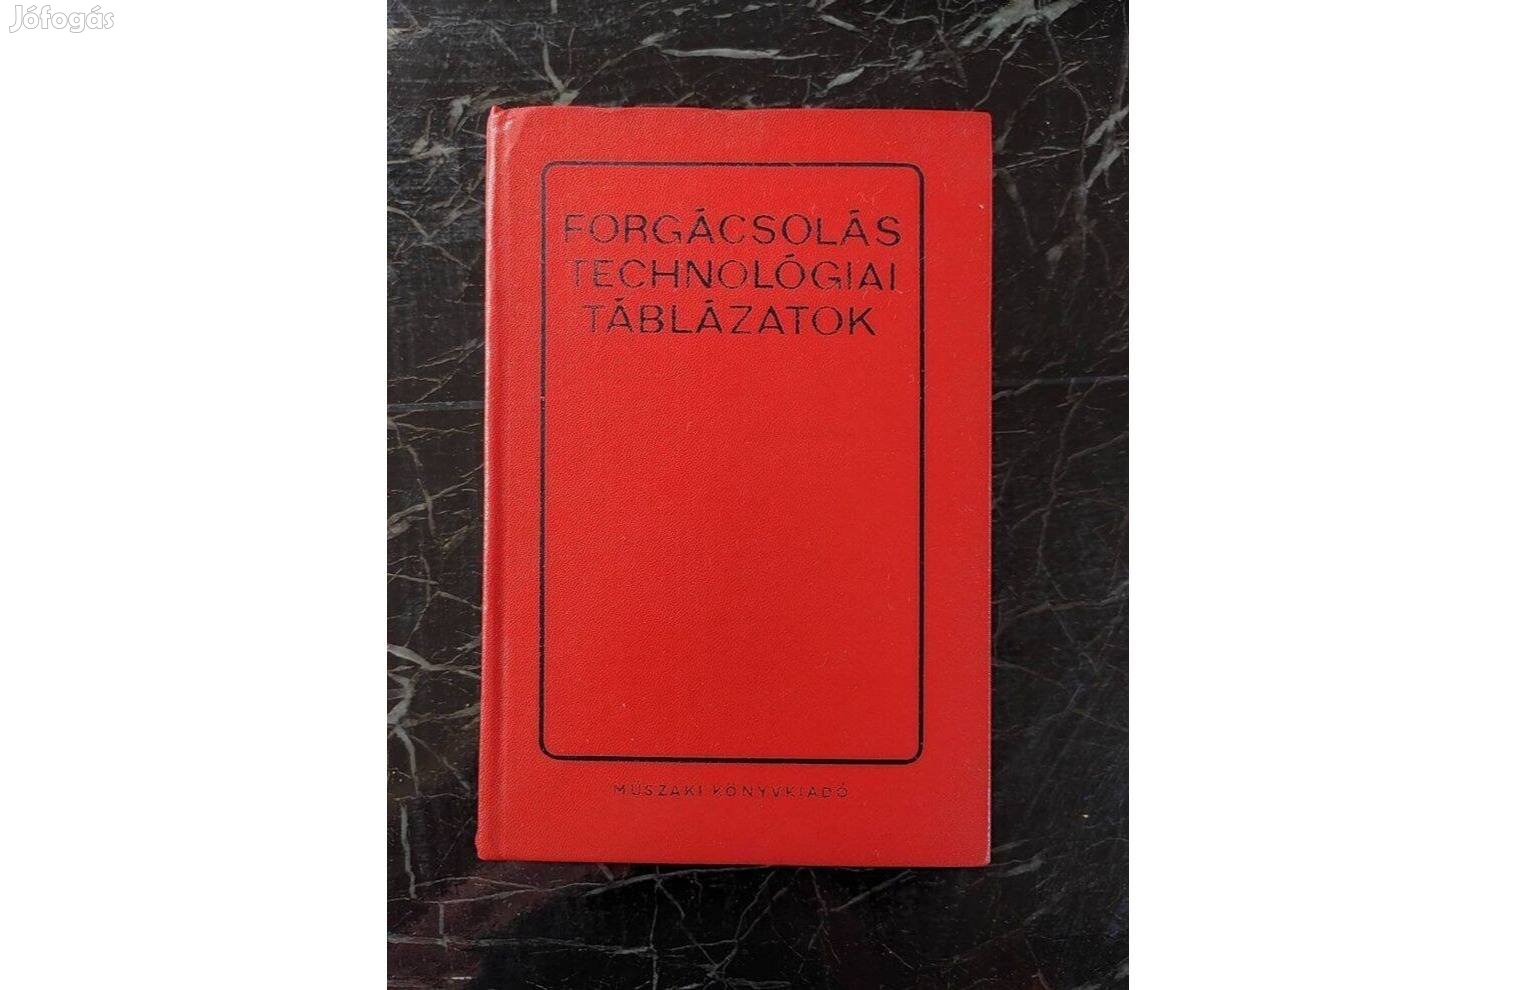 Jófogás
FORGÁCSOLÁS
TECHNOLÓGIAI
TÁBLÁZATOK
MŰSZAKI KÖNYVKIADÓ